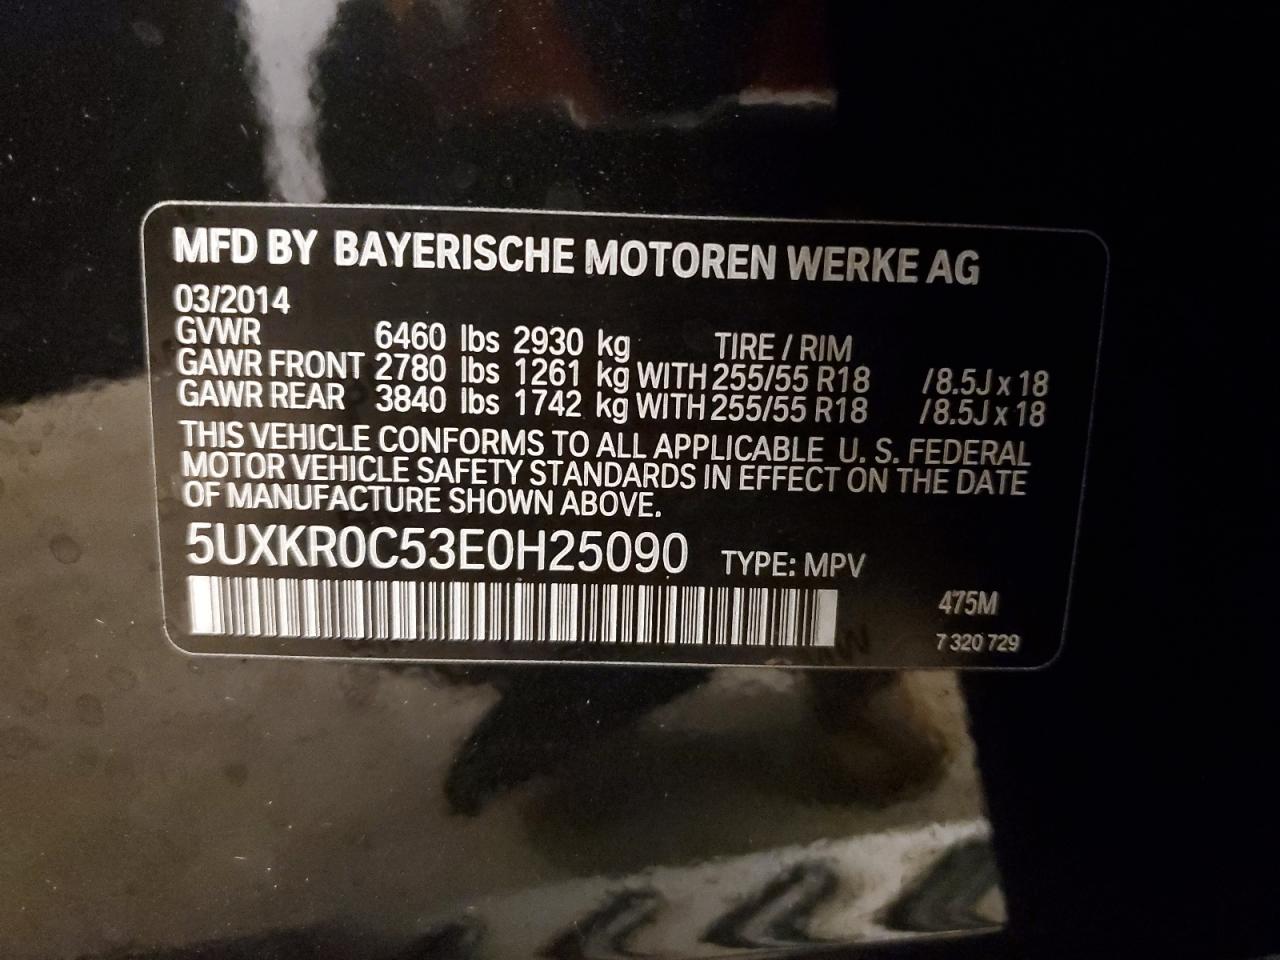 MFD BY BAYERISCHE MOTOREN WERKE AG
03/2014
GVWR 6460 lbs 2930 kg TIRE / RIM
GAWR FRONT 2780 lbs 1261 kg WITH 255/55 R18 /8.5J x 18
GAWR REAR 3840 lbs 1742 kg WITH 255/55 R18 /8.5J x 18
THIS VEHICLE CONFORMS TO ALL APPLICABLE U. S. FEDERAL
MOTOR VEHICLE SAFETY STANDARDS IN EFFECT ON THE DATE
OF MANUFACTURE SHOWN ABOVE.
5UXKR0C53E0H25090 TYPE: MPV
475M
7 320 729